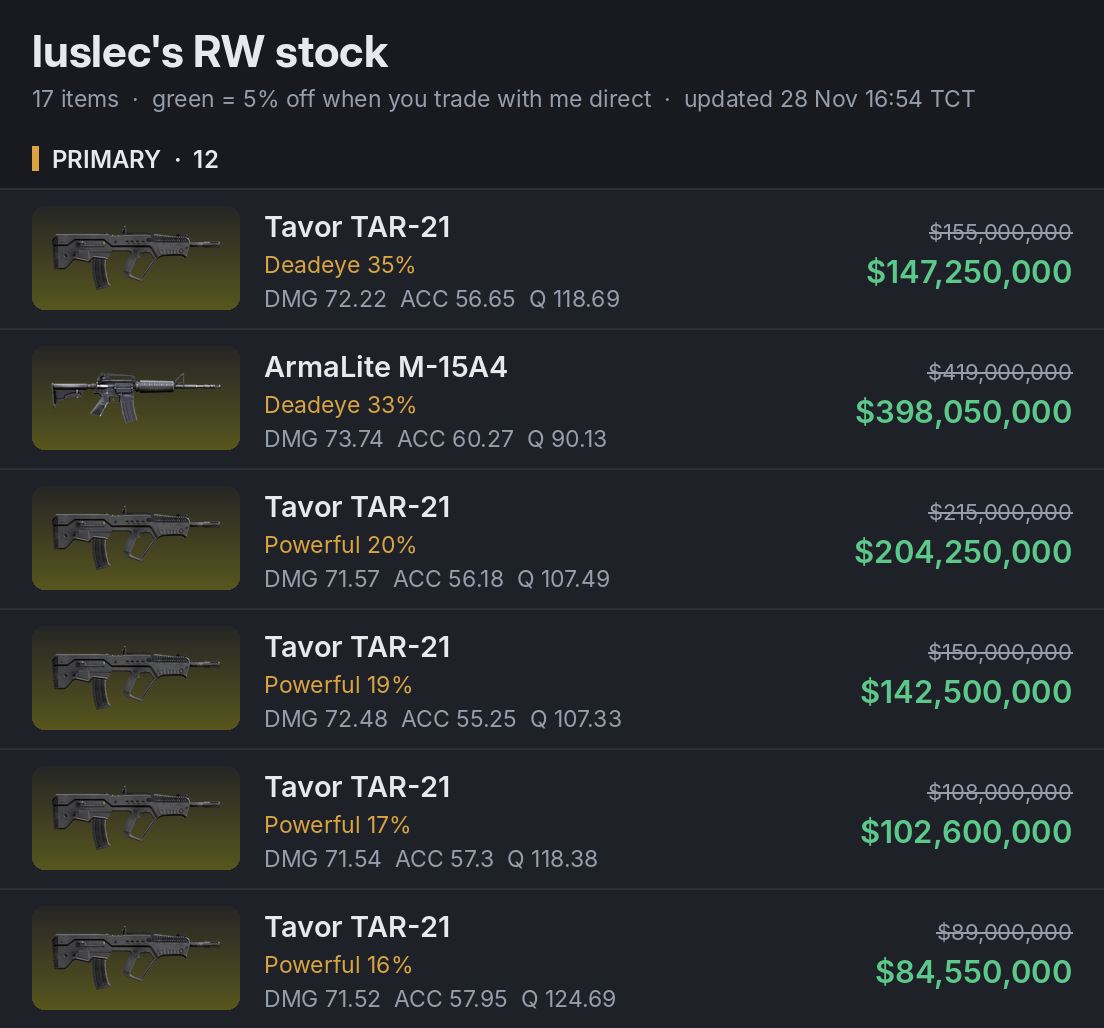 luslec's RW stock
17 items · green = 5% off when you trade with me direct · updated 28 Nov 16:54 TCT
PRIMARY · 12
Tavor TAR-21
Deadeye 35%
DMG 72.22 ACC 56.65 Q 118.69
$155,000,000
$147,250,000
ArmaLite M-15A4
Deadeye 33%
DMG 73.74 ACC 60.27 Q 90.13
$419,000,000
$398,050,000
Tavor TAR-21
Powerful 20%
DMG 71.57 ACC 56.18 Q 107.49
$215,000,000
$204,250,000
Tavor TAR-21
Powerful 19%
DMG 72.48 ACC 55.25 Q 107.33
$150,000,000
$142,500,000
Tavor TAR-21
Powerful 17%
DMG 71.54 ACC 57.3 Q 118.38
$108,000,000
$102,600,000
Tavor TAR-21
Powerful 16%
DMG 71.52 ACC 57.95 Q 124.69
$89,000,000
$84,550,000